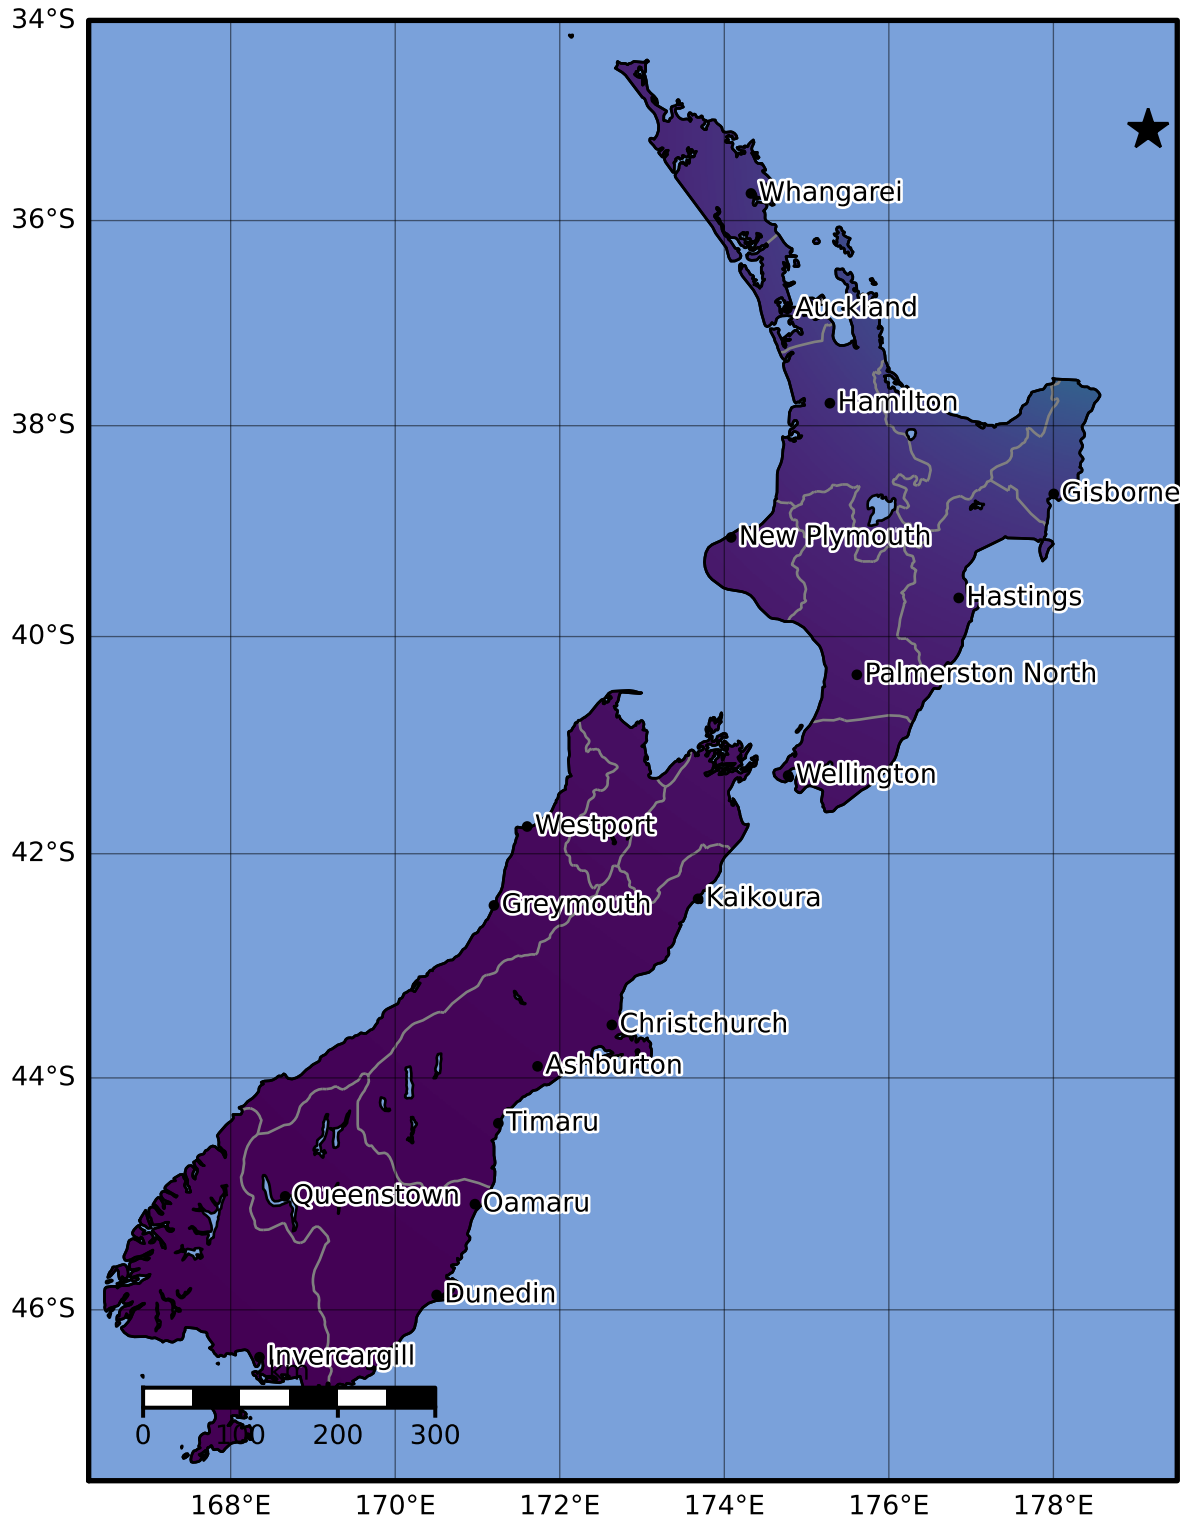 34°S
Whangarei
36°S
Auckland
Hamilton
38°S
Gisborne
New Plymouth
Hastings
40°S
Palmerston North
Wellington
Westport
42°S
Kaikoura
Greymouth
Christchurch
Ashburton
44°S
Timaru
Queenstown
Oamaru
Dunedin
46°S
Invercargill
0 100 200 300
168°E 170°E 172°E 174°E 176°E 178°E